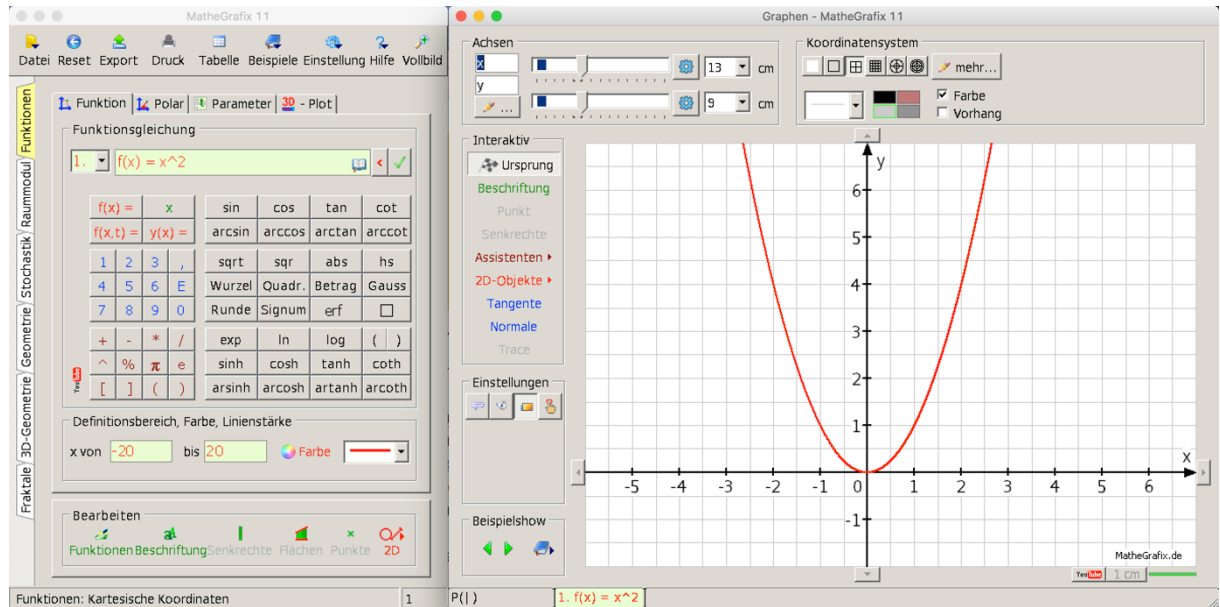 MatheGrafix 11
Datei Reset Export Druck Tabelle Beispiele Einstellung Hilfe Vollbild
Funktionen
Raummodul
Stochastik
Geometrie
3D-Geometrie
Fraktale
Funktion Polar Parameter 3D - Plot
Funktionsgleichung
1. f(x) = x^2 <
f(x) = x sin cos tan cot
f(x,t) = y(x) = arcsin arccos arctan arccot
1 2 3 , sqrt sqr abs hs
4 5 6 E Wurzel Quadr. Betrag Gauss
7 8 9 0 Runde Signum erf
+ - * / exp ln log ( )
^ % π e sinh cosh tanh coth
[ ] ( ) arsinh arcosh artanh arcoth
YouTube
Definitionsbereich, Farbe, Linienstärke
x von -20 bis 20 Farbe
Bearbeiten
Funktionen Beschriftung Senkrechte Flächen Punkte 2D
Funktionen: Kartesische Koordinaten 1
Graphen - MatheGrafix 11
Achsen
x 13 cm
y 9 cm
...
Koordinatensystem
mehr...
Farbe
Vorhang
Interaktiv
Ursprung
Beschriftung
Punkt
Senkrechte
Assistenten
2D-Objekte
Tangente
Normale
Trace
Einstellungen
Beispielshow
y
6
5
4
3
2
1
x
-5 -4 -3 -2 -1 0 1 2 3 4 5 6
-1
MatheGrafix.de
YouTube 1 cm
P(|) 1. f(x) = x^2